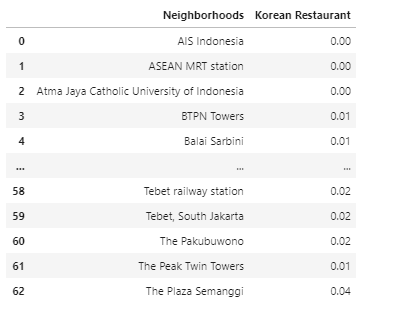 Neighborhoods Korean Restaurant
0 AIS Indonesia 0.00
1 ASEAN MRT station 0.00
2 Atma Jaya Catholic University of Indonesia 0.00
3 BTPN Towers 0.01
4 Balai Sarbini 0.01
... ... ...
58 Tebet railway station 0.02
59 Tebet, South Jakarta 0.02
60 The Pakubuwono 0.02
61 The Peak Twin Towers 0.01
62 The Plaza Semanggi 0.04